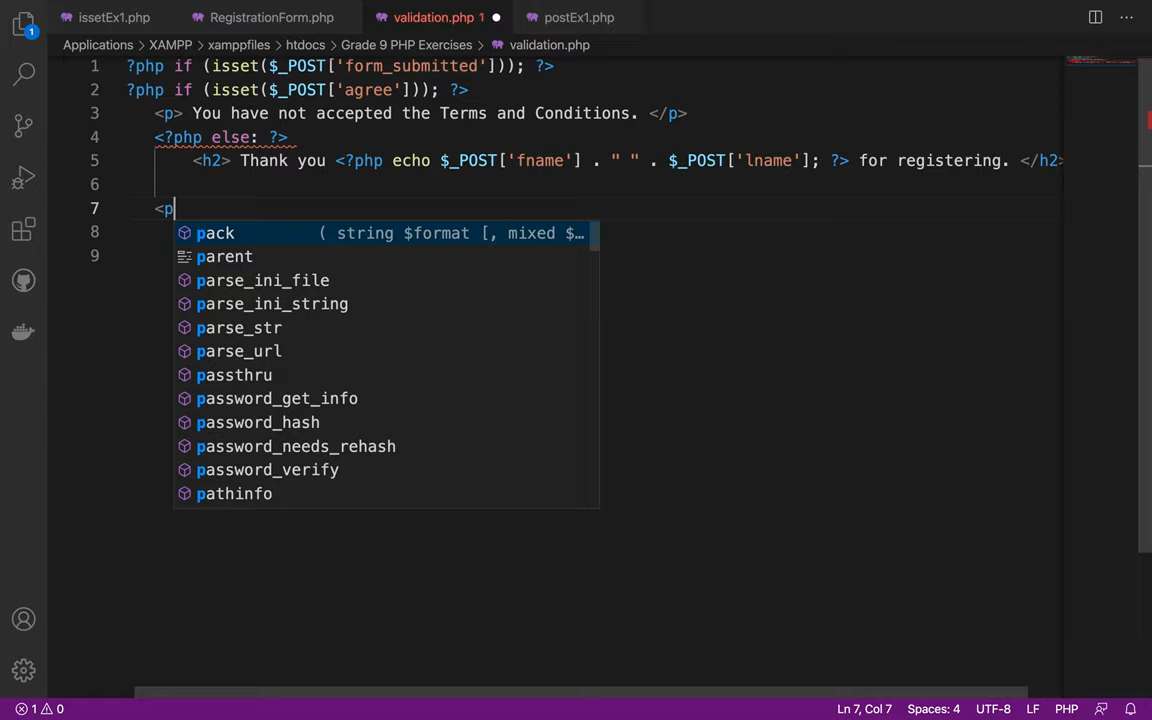 issetEx1.php RegistrationForm.php validation.php 1 postEx1.php
1
Applications > XAMPP > xamppfiles > htdocs > Grade 9 PHP Exercises > validation.php
1 ?php if (isset($_POST['form_submitted'])); ?>
2 ?php if (isset($_POST['agree'])); ?>
3 <p> You have not accepted the Terms and Conditions. </p>
4 <?php else: ?>
5 <h2> Thank you <?php echo $_POST['fname'] . " " . $_POST['lname']; ?> for registering. </h2>
6
7 <p
8 pack ( string $format [, mixed $…
9 parent
parse_ini_file
parse_ini_string
parse_str
parse_url
passthru
password_get_info
password_hash
password_needs_rehash
password_verify
pathinfo
1 0 Ln 7, Col 7 Spaces: 4 UTF-8 LF PHP